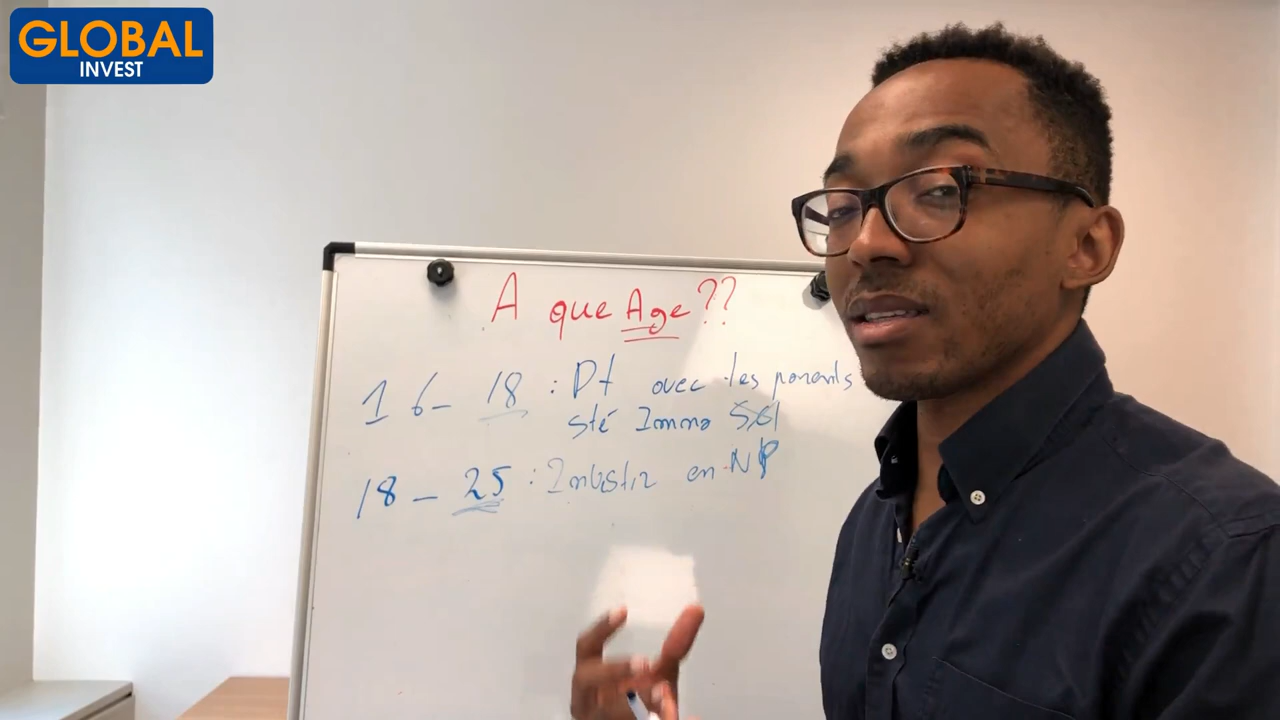 GLOBAL
INVEST
A que Age??
16-18 : Pt avec les parents
sté Immo SCI
18-25 : Investir en NP